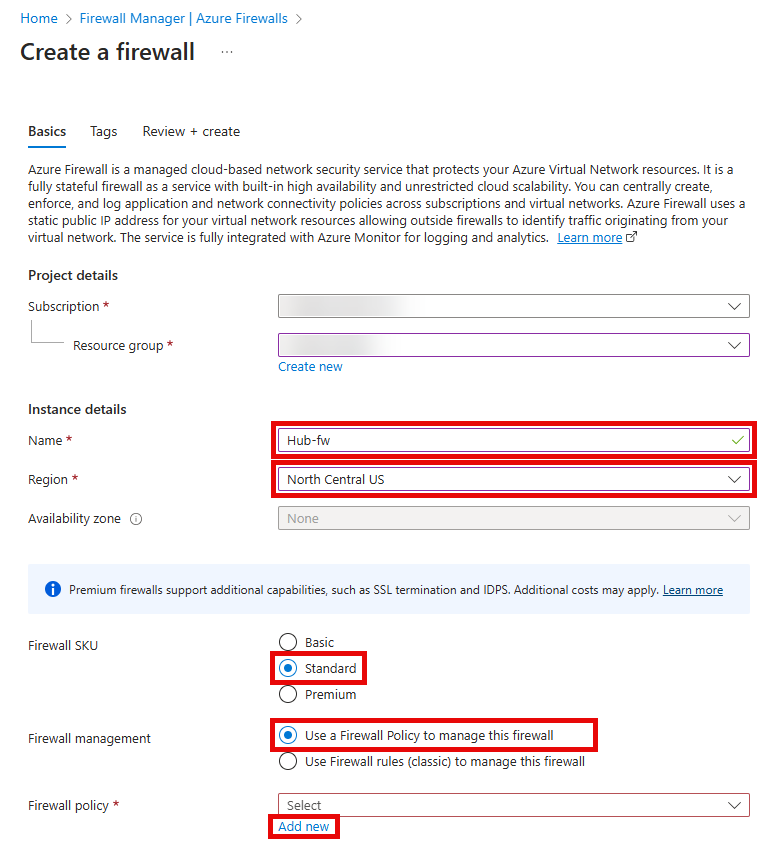 Home > Firewall Manager | Azure Firewalls >
Create a firewall ...
Basics Tags Review + create
Azure Firewall is a managed cloud-based network security service that protects your Azure Virtual Network resources. It is a
fully stateful firewall as a service with built-in high availability and unrestricted cloud scalability. You can centrally create,
enforce, and log application and network connectivity policies across subscriptions and virtual networks. Azure Firewall uses a
static public IP address for your virtual network resources allowing outside firewalls to identify traffic originating from your
virtual network. The service is fully integrated with Azure Monitor for logging and analytics. Learn more
Project details
Subscription *
Resource group *
Create new
Instance details
Name * Hub-fw
Region * North Central US
Availability zone None
Premium firewalls support additional capabilities, such as SSL termination and IDPS. Additional costs may apply. Learn more
Firewall SKU Basic
Standard
Premium
Firewall management Use a Firewall Policy to manage this firewall
Use Firewall rules (classic) to manage this firewall
Firewall policy * Select
Add new